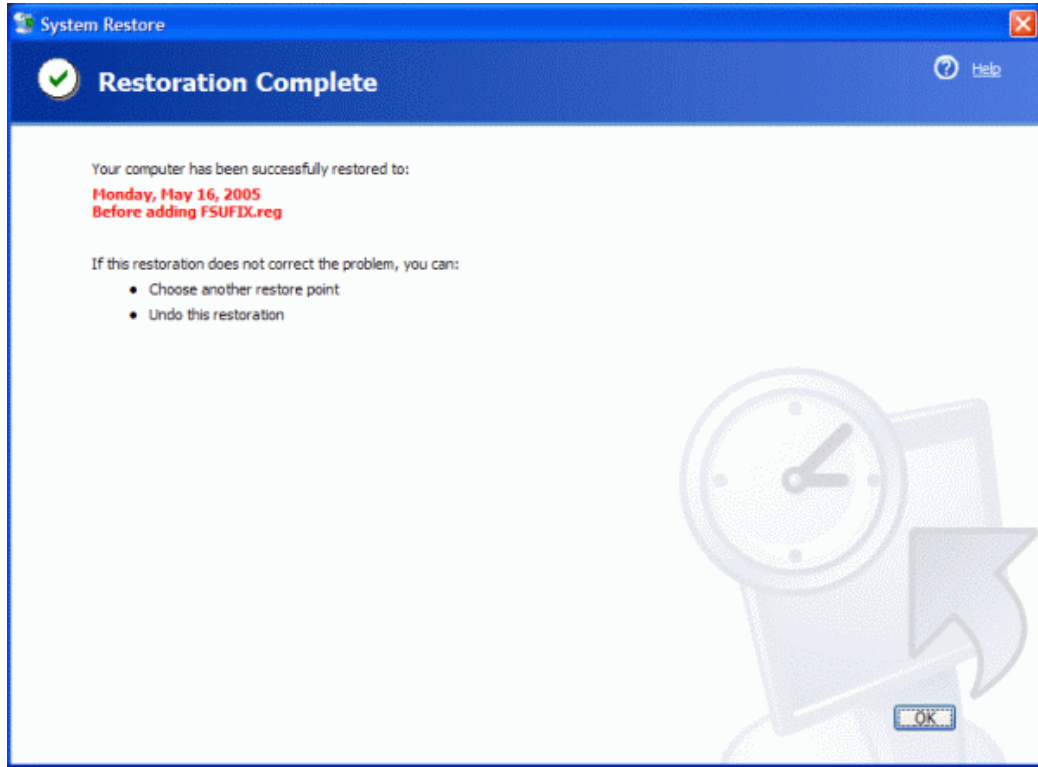 System Restore
Restoration Complete
Help
Your computer has been successfully restored to:
Monday, May 16, 2005
Before adding FSUFIX.reg
If this restoration does not correct the problem, you can:
• Choose another restore point
• Undo this restoration
OK